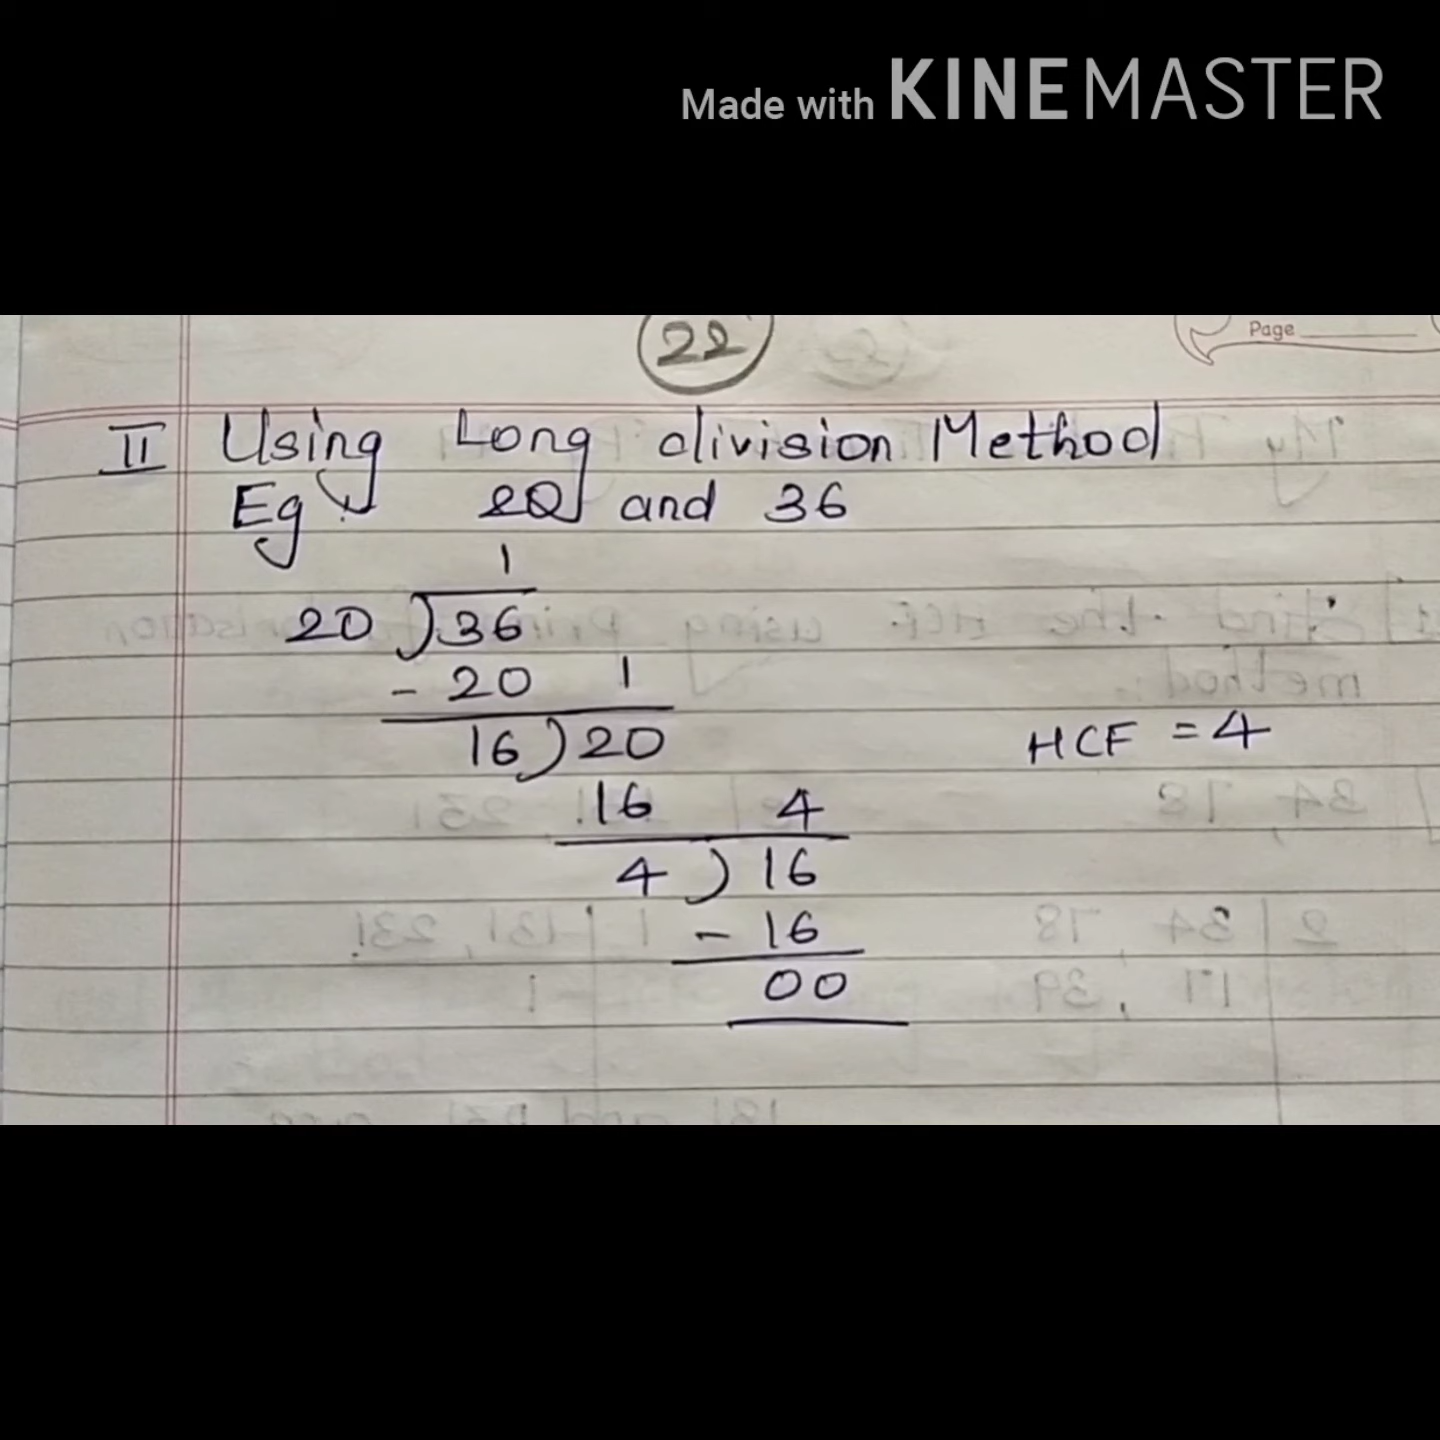 Made with KINEMASTER
22
Page
II Using Long division Method
Eg 20 and 36
1
20 ) 36
- 20 1
16 ) 20
HCF = 4
16 4
4 ) 16
- 16
00